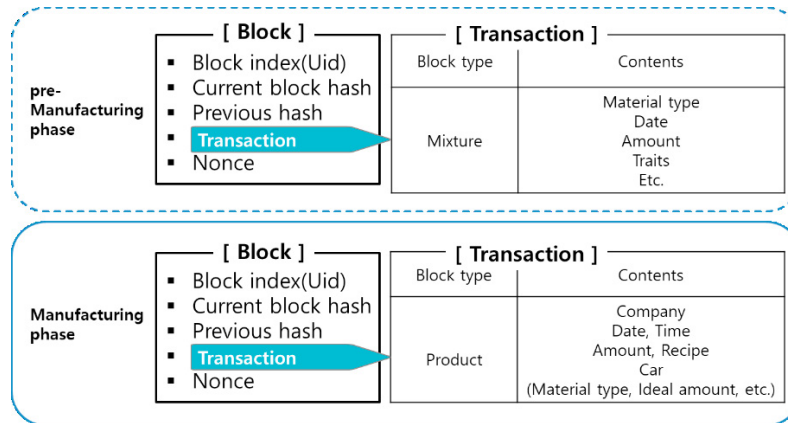 pre-
Manufacturing
phase
[ Block ]
▪ Block index(Uid)
▪ Current block hash
▪ Previous hash
▪ Transaction
▪ Nonce
[ Transaction ]
Block type Contents
Mixture
Material type
Date
Amount
Traits
Etc.
Manufacturing
phase
[ Block ]
▪ Block index(Uid)
▪ Current block hash
▪ Previous hash
▪ Transaction
▪ Nonce
[ Transaction ]
Block type Contents
Product
Company
Date, Time
Amount, Recipe
Car
(Material type, Ideal amount, etc.)